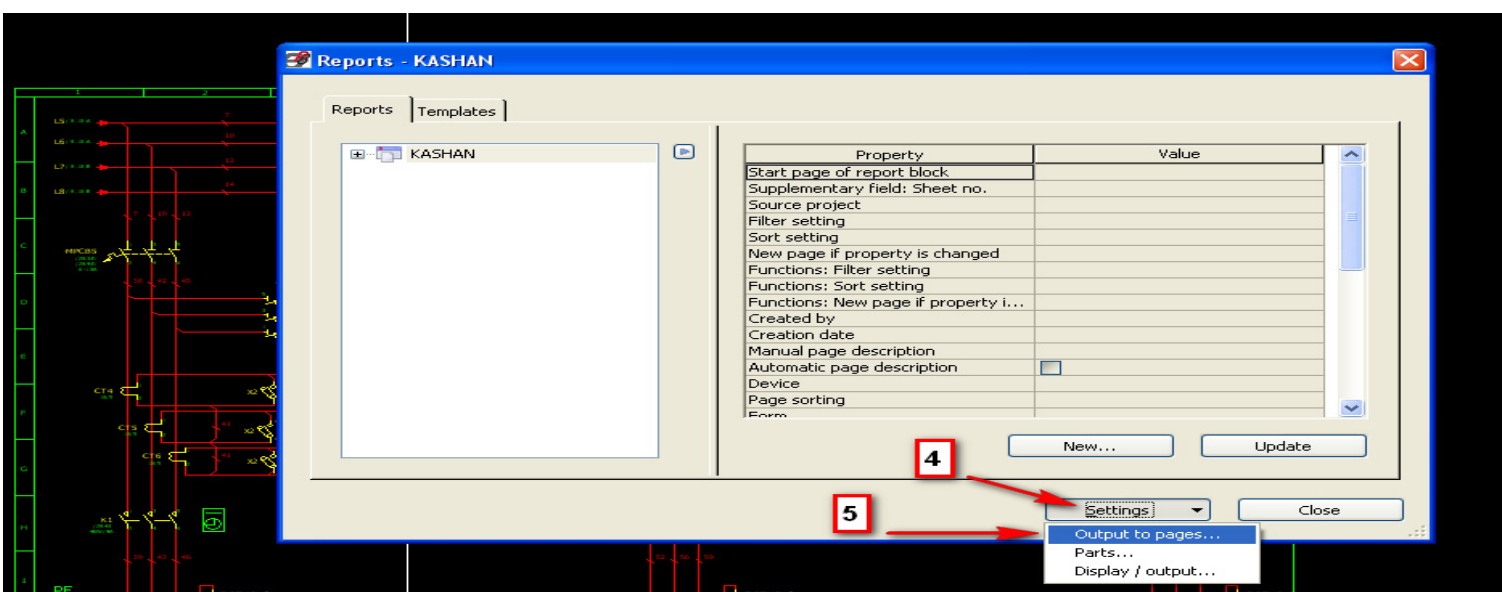 Reports - KASHAN
Reports Templates
KASHAN
Property Value
Start page of report block
Supplementary field: Sheet no.
Source project
Filter setting
Sort setting
New page if property is changed
Functions: Filter setting
Functions: Sort setting
Functions: New page if property i...
Created by
Creation date
Manual page description
Automatic page description
Device
Page sorting
Form
New... Update
4
Settings Close
5
Output to pages...
Parts...
Display / output...
1 2
A
L5
L6
L7
L8
B
C
MPCB5
D
E
CT4 X2
F
CT5 X2
CT6 X2
G
K1
H
PE